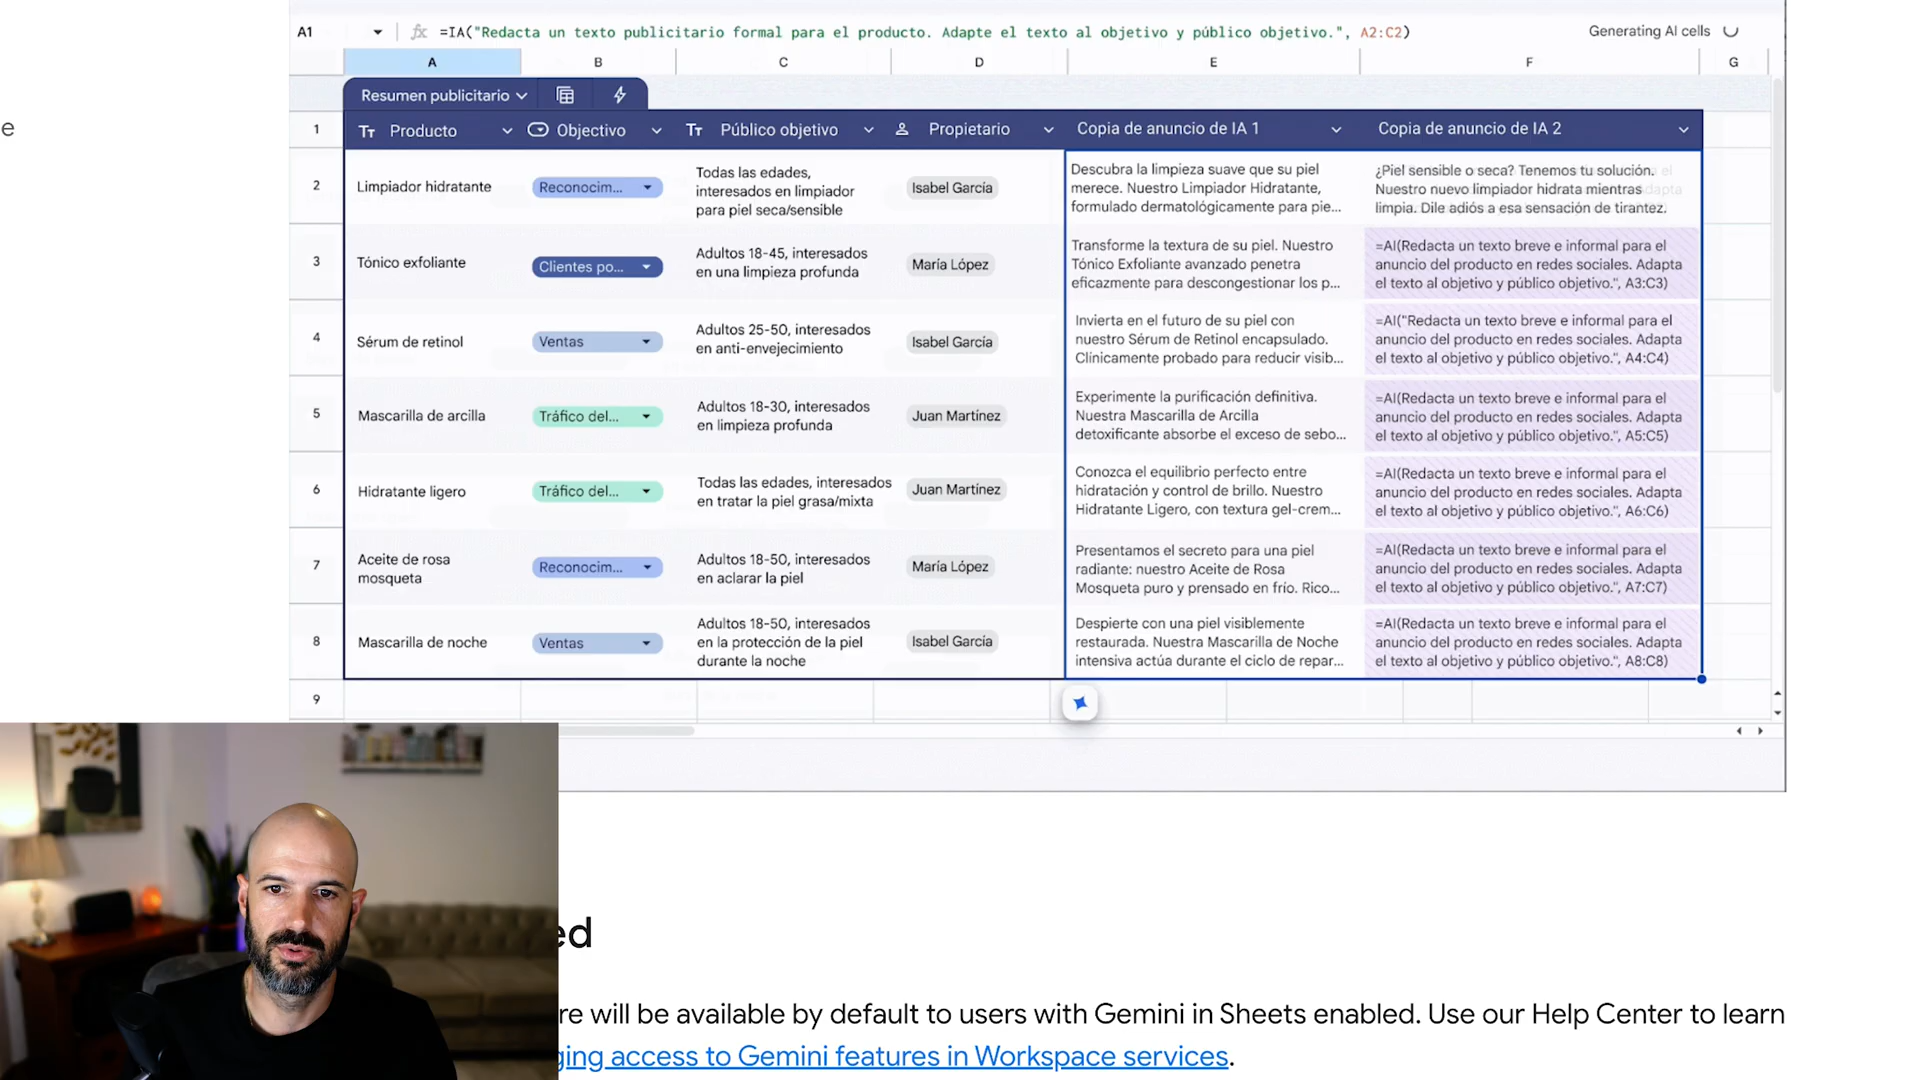 A1 fx =IA("Redacta un texto publicitario formal para el producto. Adapte el texto al objetivo y público objetivo.", A2:C2) Generating AI cells
A B C D E F G
Resumen publicitario
e
1 Tт Producto Objectivo Tт Público objetivo Propietario Copia de anuncio de IA 1 Copia de anuncio de IA 2
2 Limpiador hidratante Reconocim... Todas las edades,
interesados en limpiador
para piel seca/sensible Isabel García Descubra la limpieza suave que su piel
merece. Nuestro Limpiador Hidratante,
formulado dermatológicamente para pie... ¿Piel sensible o seca? Tenemos tu solución.
Nuestro nuevo limpiador hidrata mientras
limpia. Dile adiós a esa sensación de tirantez.
3 Tónico exfoliante Clientes po... Adultos 18-45, interesados
en una limpieza profunda María López Transforme la textura de su piel. Nuestro
Tónico Exfoliante avanzado penetra
eficazmente para descongestionar los p... =AI(Redacta un texto breve e informal para el
anuncio del producto en redes sociales. Adapta
el texto al objetivo y público objetivo.", A3:C3)
4 Sérum de retinol Ventas Adultos 25-50, interesados
en anti-envejecimiento Isabel García Invierta en el futuro de su piel con
nuestro Sérum de Retinol encapsulado.
Clínicamente probado para reducir visib... =AI("Redacta un texto breve e informal para el
anuncio del producto en redes sociales. Adapta
el texto al objetivo y público objetivo.", A4:C4)
5 Mascarilla de arcilla Tráfico del... Adultos 18-30, interesados
en limpieza profunda Juan Martínez Experimente la purificación definitiva.
Nuestra Mascarilla de Arcilla
detoxificante absorbe el exceso de sebo... =AI(Redacta un texto breve e informal para el
anuncio del producto en redes sociales. Adapta
el texto al objetivo y público objetivo.", A5:C5)
6 Hidratante ligero Tráfico del... Todas las edades, interesados
en tratar la piel grasa/mixta Juan Martínez Conozca el equilibrio perfecto entre
hidratación y control de brillo. Nuestro
Hidratante Ligero, con textura gel-crem... =AI(Redacta un texto breve e informal para el
anuncio del producto en redes sociales. Adapta
el texto al objetivo y público objetivo.", A6:C6)
7 Aceite de rosa
mosqueta Reconocim... Adultos 18-50, interesados
en aclarar la piel María López Presentamos el secreto para una piel
radiante: nuestro Aceite de Rosa
Mosqueta puro y prensado en frío. Rico... =AI(Redacta un texto breve e informal para el
anuncio del producto en redes sociales. Adapta
el texto al objetivo y público objetivo.", A7:C7)
8 Mascarilla de noche Ventas Adultos 18-50, interesados
en la protección de la piel
durante la noche Isabel García Despierte con una piel visiblemente
restaurada. Nuestra Mascarilla de Noche
intensiva actúa durante el ciclo de repar... =AI(Redacta un texto breve e informal para el
anuncio del producto en redes sociales. Adapta
el texto al objetivo y público objetivo.", A8:C8)
9
ed
re will be available by default to users with Gemini in Sheets enabled. Use our Help Center to learn
ging access to Gemini features in Workspace services.